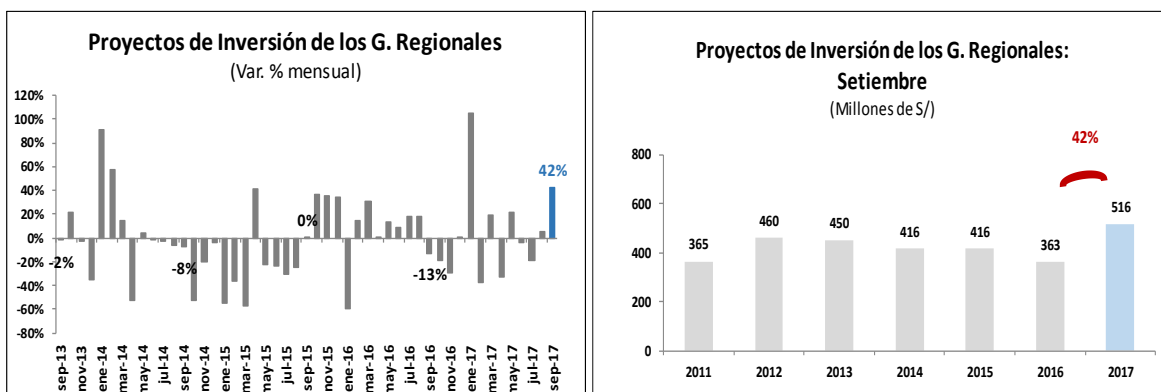 Proyectos de Inversión de los G. Regionales
(Var. % mensual)
120%
100%
80%
60%
40%
20%
0%
-20%
-40%
-60%
-80%
-2%
-8%
0%
-13%
42%
sep-13
nov-13
ene-14
mar-14
may-14
jul-14
sep-14
nov-14
ene-15
mar-15
may-15
jul-15
sep-15
nov-15
ene-16
mar-16
may-16
jul-16
sep-16
nov-16
ene-17
mar-17
may-17
jul-17
sep-17
Proyectos de Inversión de los G. Regionales:
Setiembre
(Millones de S/)
42%
800
600
400
200
0
365
460
450
416
416
363
516
2011
2012
2013
2014
2015
2016
2017